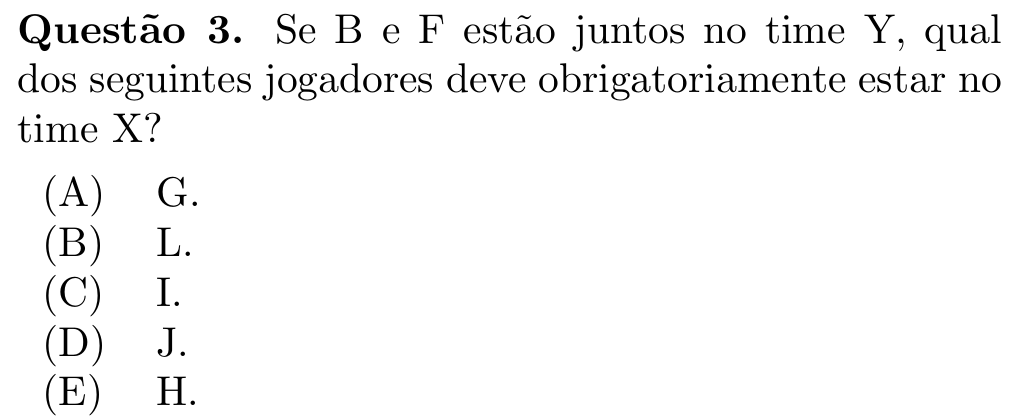 Questão 3. Se B e F estão juntos no time Y, qual
dos seguintes jogadores deve obrigatoriamente estar no
time X?
(A) G.
(B) L.
(C) I.
(D) J.
(E) H.